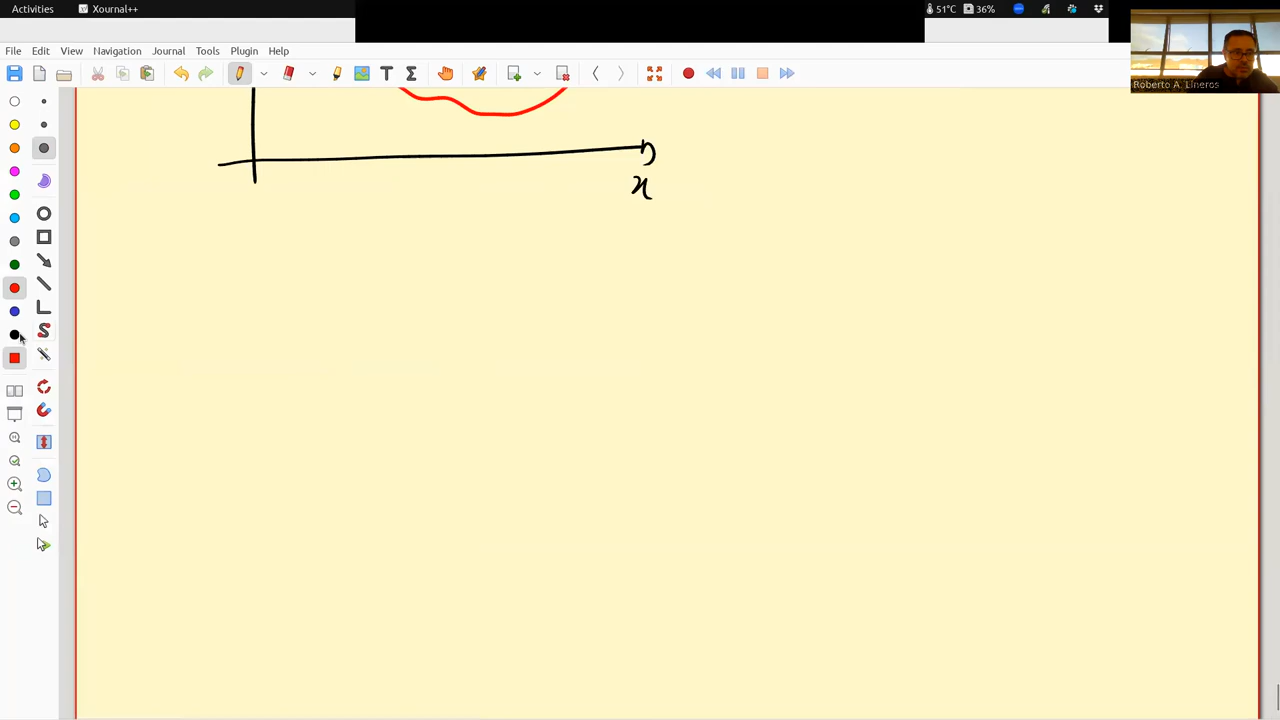 Activities Xournal++ 51°C 36%
File Edit View Navigation Journal Tools Plugin Help
Roberto A. Lineros
x